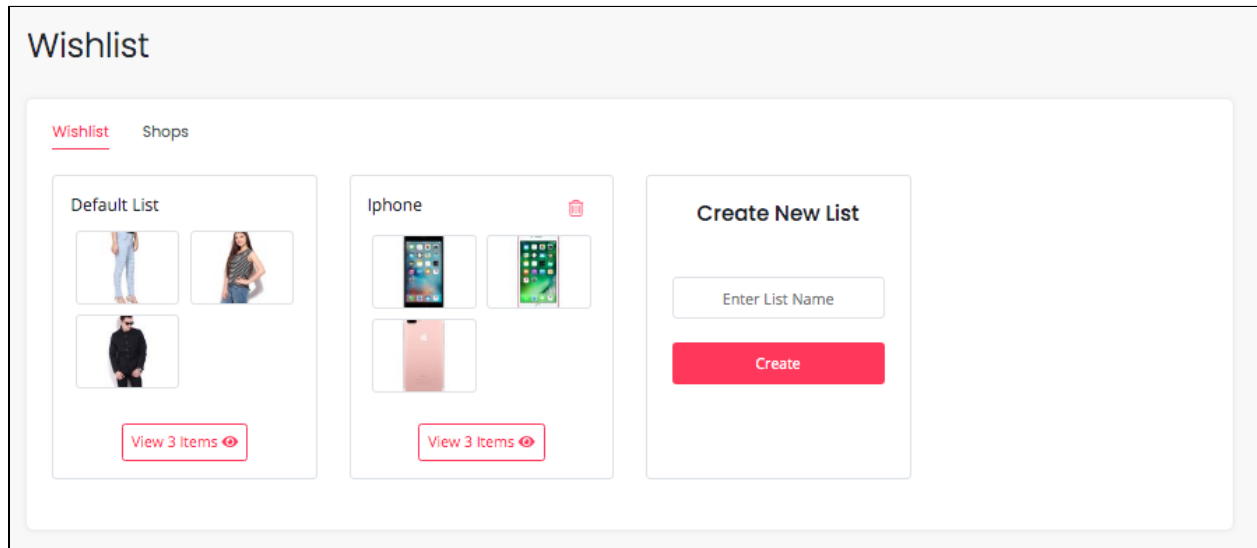 Wishlist
Wishlist Shops
Default List
View 3 Items
Iphone
View 3 Items
Create New List
Enter List Name
Create